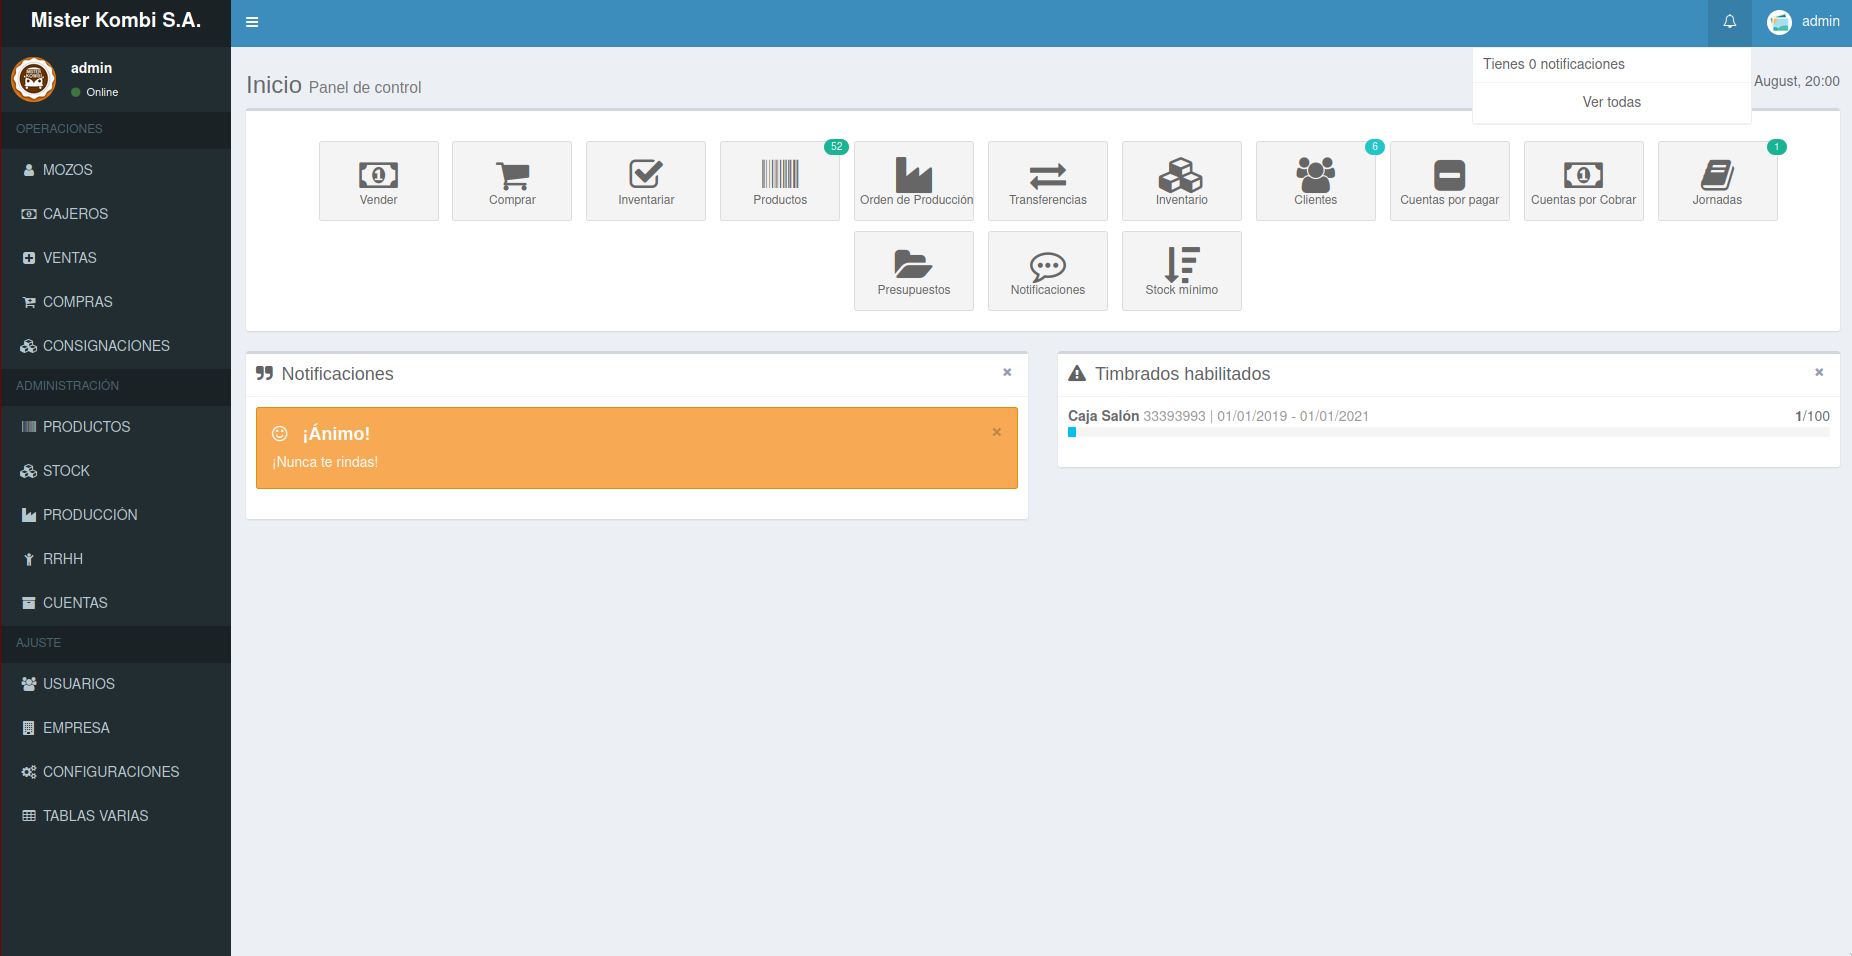 Mister Kombi S.A.
admin
admin
Online
Tienes 0 notificaciones
Ver todas
Inicio Panel de control
August, 20:00
OPERACIONES
MOZOS
CAJEROS
VENTAS
COMPRAS
CONSIGNACIONES
ADMINISTRACIÓN
PRODUCTOS
STOCK
PRODUCCIÓN
RRHH
CUENTAS
AJUSTE
USUARIOS
EMPRESA
CONFIGURACIONES
TABLAS VARIAS
Vender
Comprar
Inventariar
52
Productos
Orden de Producción
Transferencias
Inventario
6
Clientes
Cuentas por pagar
Cuentas por Cobrar
1
Jornadas
Presupuestos
Notificaciones
Stock mínimo
Notificaciones
¡Ánimo!
¡Nunca te rindas!
Timbrados habilitados
Caja Salón 33393993 | 01/01/2019 - 01/01/2021
1/100